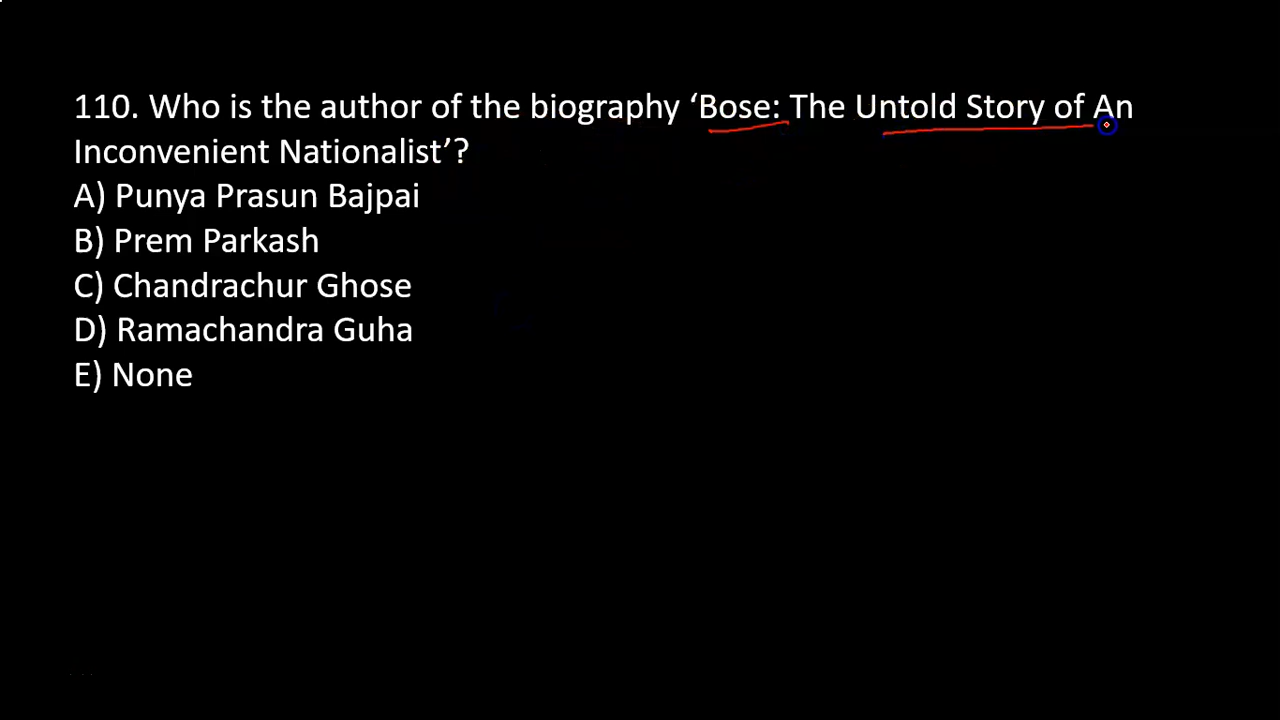 110. Who is the author of the biography ‘Bose: The Untold Story of An
Inconvenient Nationalist’?
A) Punya Prasun Bajpai
B) Prem Parkash
C) Chandrachur Ghose
D) Ramachandra Guha
E) None